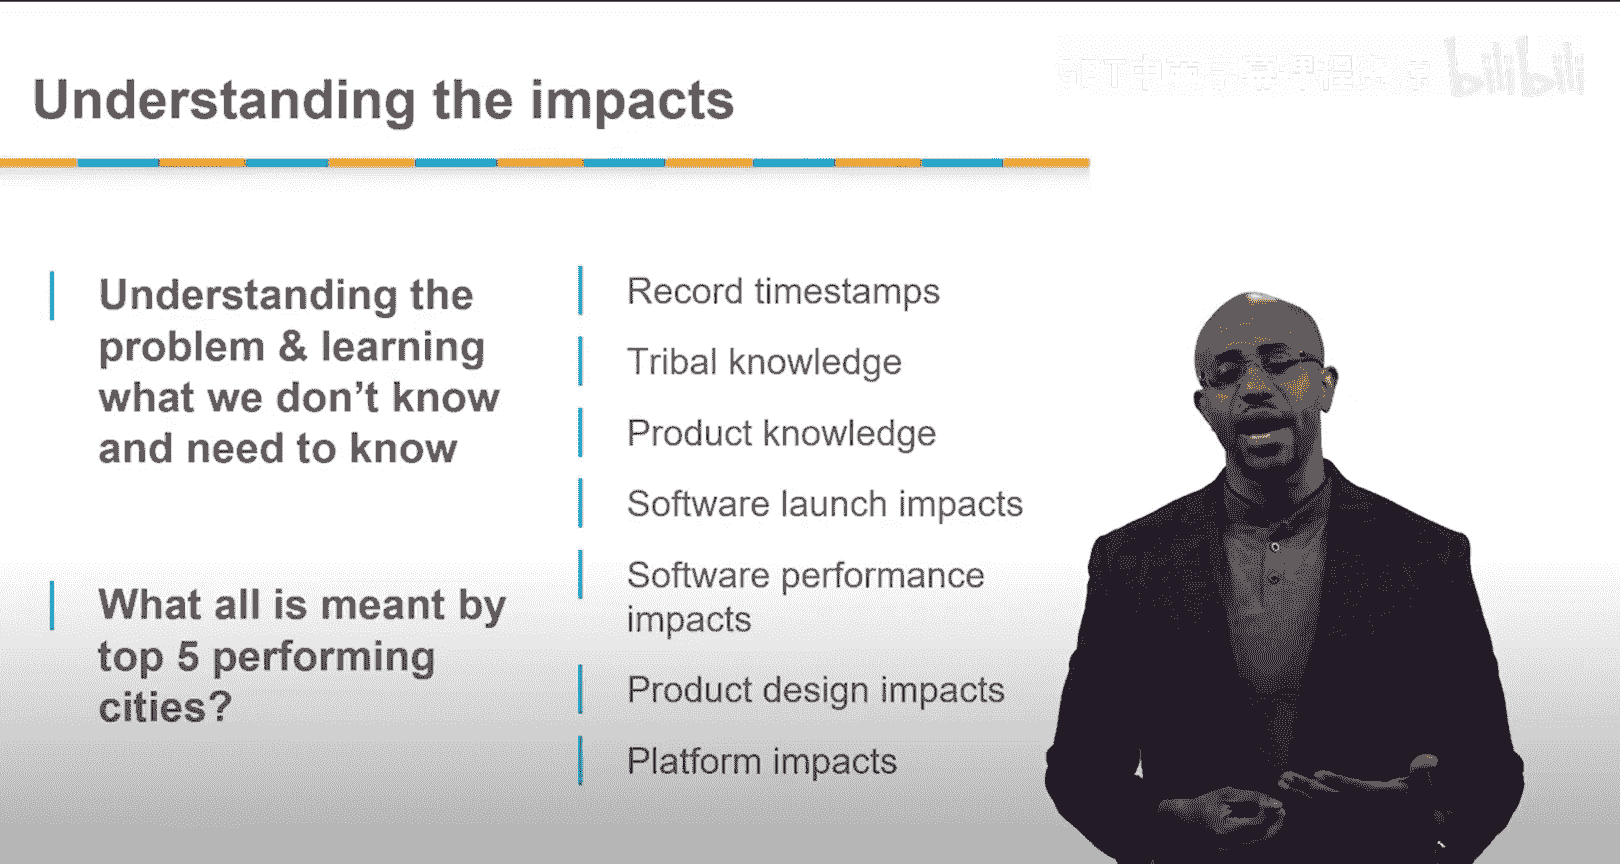 Understanding the impacts
bilibili
Understanding the
problem & learning
what we don’t know
and need to know
What all is meant by
top 5 performing
cities?
Record timestamps
Tribal knowledge
Product knowledge
Software launch impacts
Software performance
impacts
Product design impacts
Platform impacts